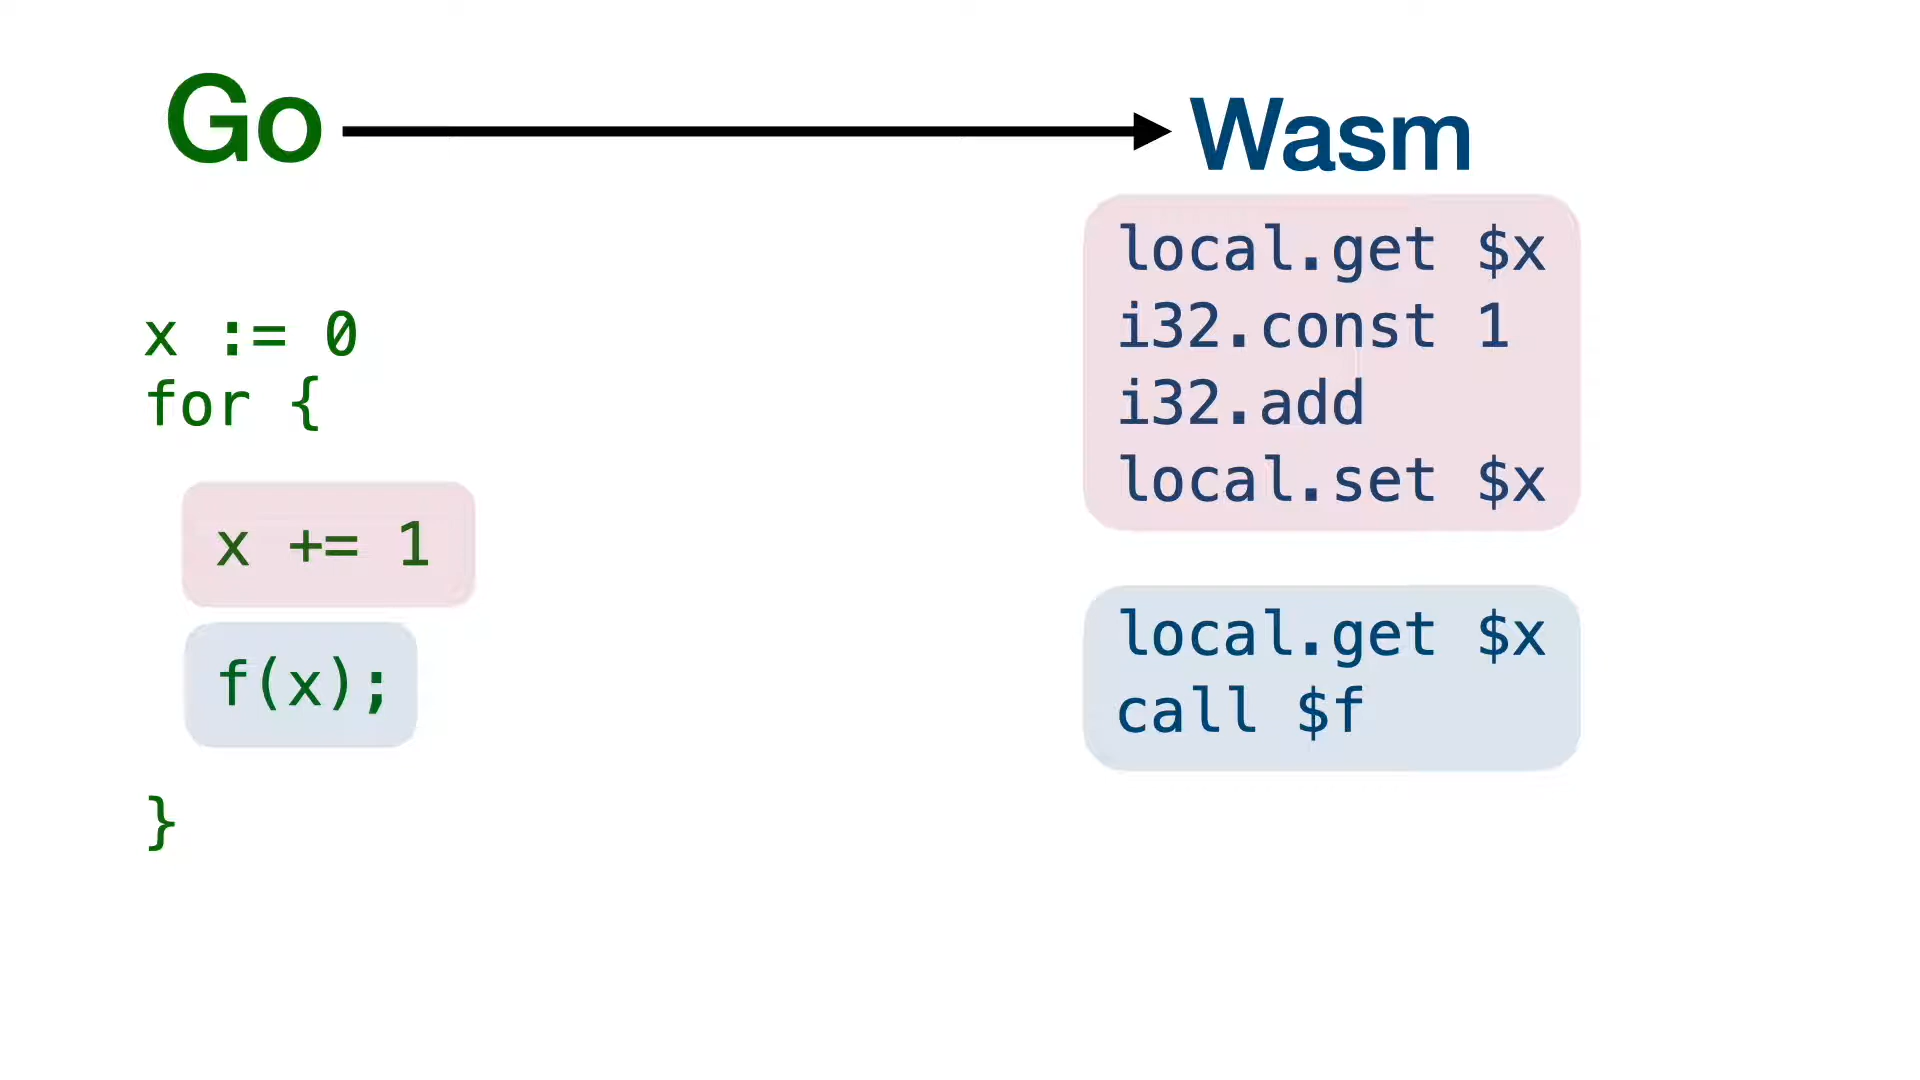 Go
Wasm
x := 0
for {
x += 1
f(x);
}
local.get $x
i32.const 1
i32.add
local.set $x
local.get $x
call $f